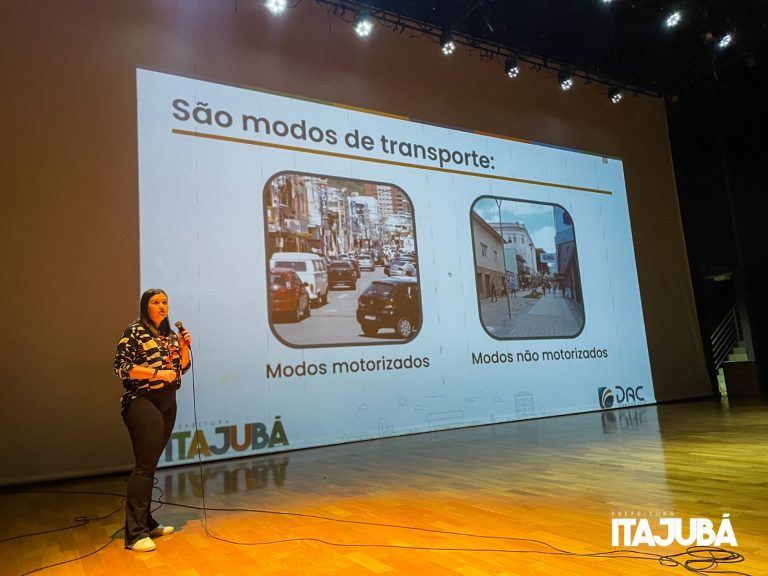 São modos de transporte:
Modos motorizados
Modos não motorizados
PREFEITURA
ITAJUBÁ
DAC
PREFEITURA
ITAJUBÁ